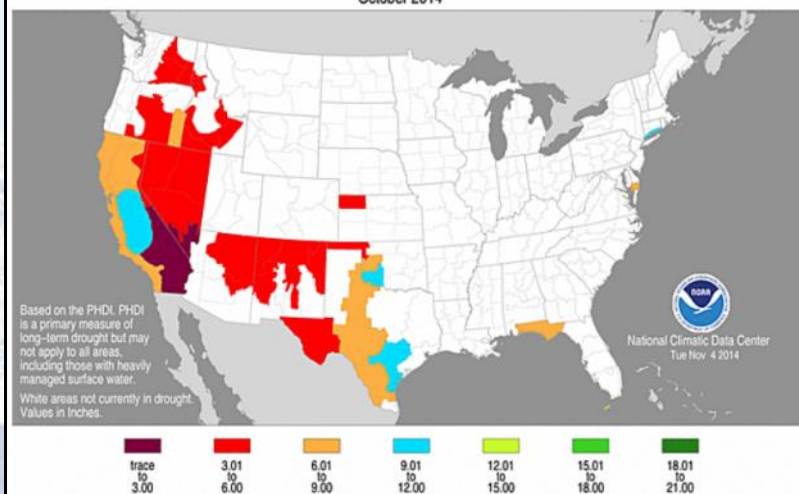 October 2014
Based on the PHDI. PHDI
is a primary measure of
long-term drought but may
not apply to all areas,
including those with heavily
managed surface water.
White areas not currently in drought.
Values in Inches.
NOAA
National Climatic Data Center
Tue Nov 4 2014
trace
to
3.00
3.01
to
6.00
6.01
to
9.00
9.01
to
12.00
12.01
to
15.00
15.01
to
18.00
18.01
to
21.00